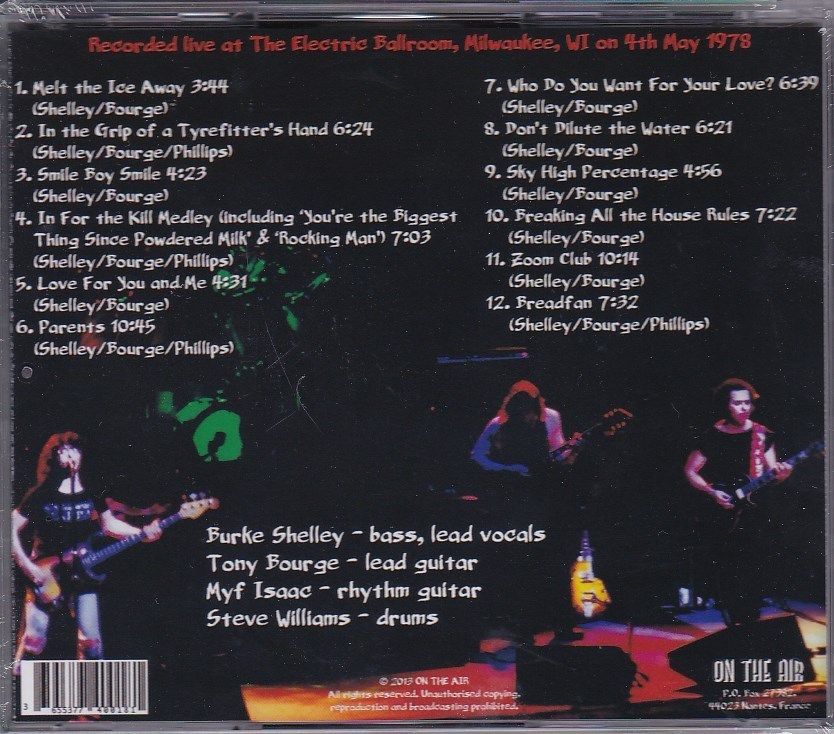 Recorded live at The Electric Ballroom, Milwaukee, WI on 4th May 1978
1. Melt the Ice Away 3:44
(Shelley/Bourge)
2. In the Grip of a Tyrefitter's Hand 6:24
(Shelley/Bourge/Phillips)
3. Smile Boy Smile 4:23
(Shelley/Bourge)
4. In For the Kill Medley (including 'You're the Biggest
Thing Since Powdered Milk' & 'Rocking Man') 7:03
(Shelley/Bourge/Phillips)
5. Love For You and Me 4:31
(Shelley/Bourge)
6. Parents 10:45
(Shelley/Bourge/Phillips)
7. Who Do You Want For Your Love? 6:39
(Shelley/Bourge)
8. Don't Dilute the Water 6:21
(Shelley/Bourge)
9. Sky High Percentage 4:56
(Shelley/Bourge)
10. Breaking All the House Rules 7:22
(Shelley/Bourge)
11. Zoom Club 10:14
(Shelley/Bourge)
12. Breadfan 7:32
(Shelley/Bourge/Phillips)
Burke Shelley - bass, lead vocals
Tony Bourge - lead guitar
Myf Isaac - rhythm guitar
Steve Williams - drums
© 2013 ON THE AIR
All rights reserved. Unauthorised copying,
reproduction and broadcasting prohibited.
ON THE AIR
P.O. Fox 27382,
44023 Nantes, France
3 655377 400181